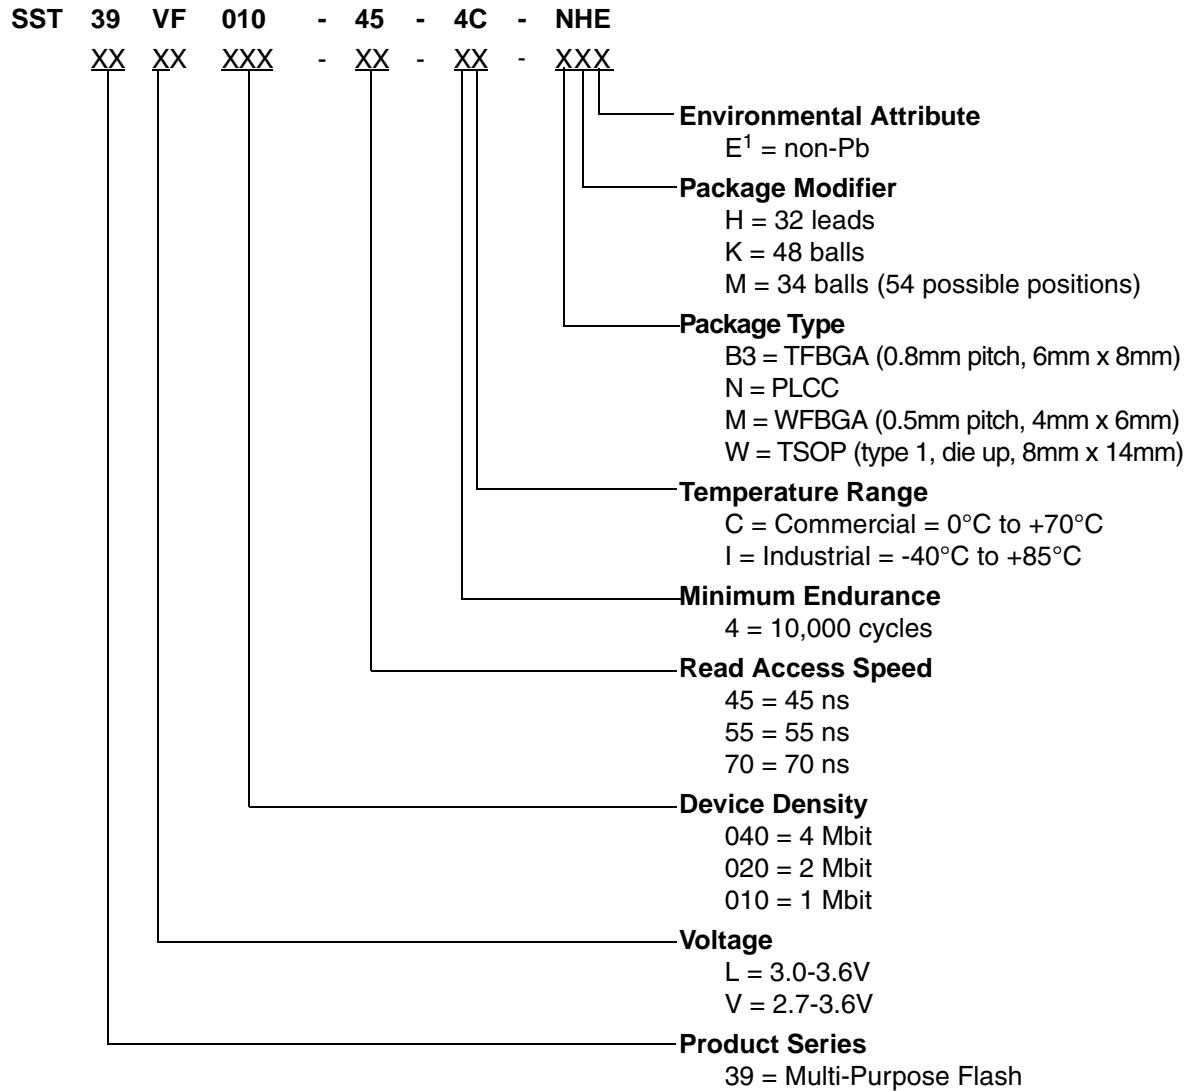 SST 39 VF 010 - 45 - 4C - NHE
XX XX XXX - XX - XX - XXX
Environmental Attribute
E1 = non-Pb
Package Modifier
H = 32 leads
K = 48 balls
M = 34 balls (54 possible positions)
Package Type
B3 = TFBGA (0.8mm pitch, 6mm x 8mm)
N = PLCC
M = WFBGA (0.5mm pitch, 4mm x 6mm)
W = TSOP (type 1, die up, 8mm x 14mm)
Temperature Range
C = Commercial = 0°C to +70°C
I = Industrial = -40°C to +85°C
Minimum Endurance
4 = 10,000 cycles
Read Access Speed
45 = 45 ns
55 = 55 ns
70 = 70 ns
Device Density
040 = 4 Mbit
020 = 2 Mbit
010 = 1 Mbit
Voltage
L = 3.0-3.6V
V = 2.7-3.6V
Product Series
39 = Multi-Purpose Flash